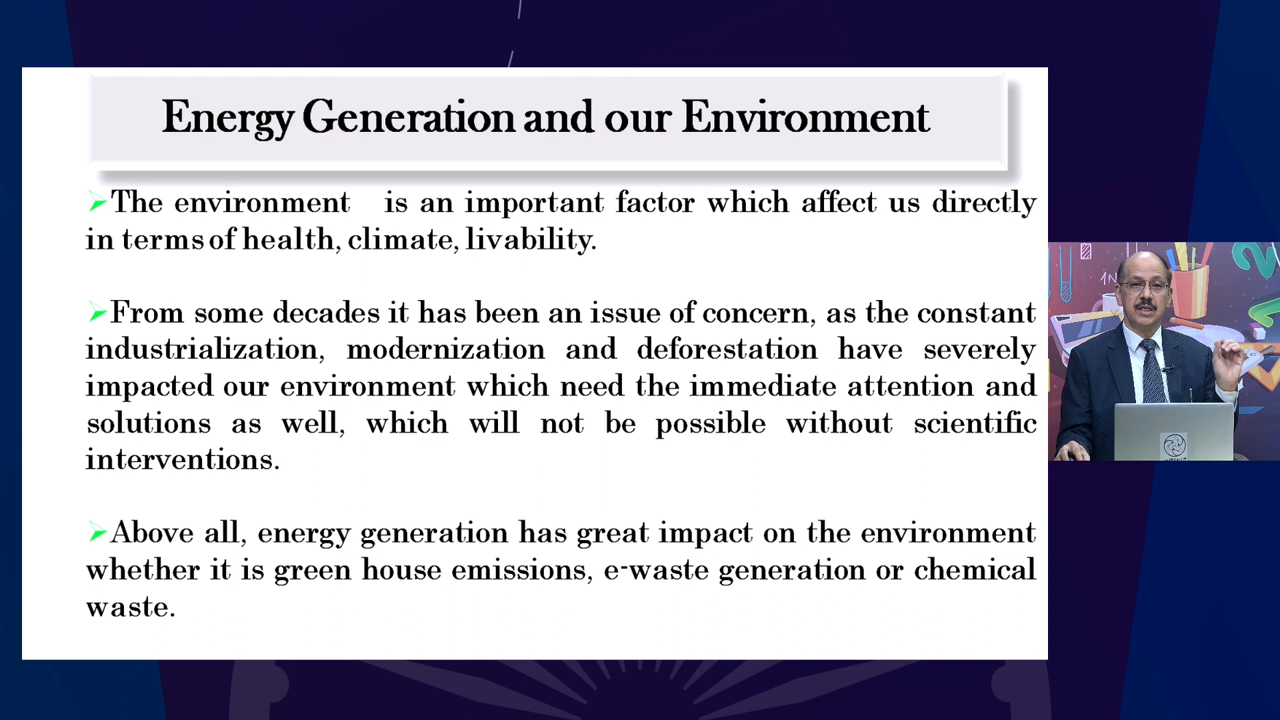 Energy Generation and our Environment
➢The environment is an important factor which affect us directly
in terms of health, climate, livability.
➢From some decades it has been an issue of concern, as the constant
industrialization, modernization and deforestation have severely
impacted our environment which need the immediate attention and
solutions as well, which will not be possible without scientific
interventions.
➢Above all, energy generation has great impact on the environment
whether it is green house emissions, e-waste generation or chemical
waste.